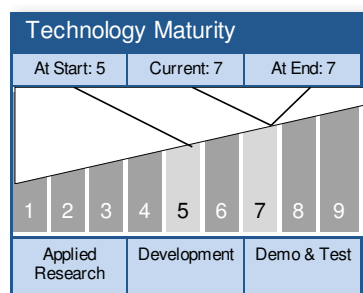 Technology Maturity
At Start: 5 Current: 7 At End: 7
1 2 3 4 5 6 7 8 9
Applied Development Demo & Test
Research